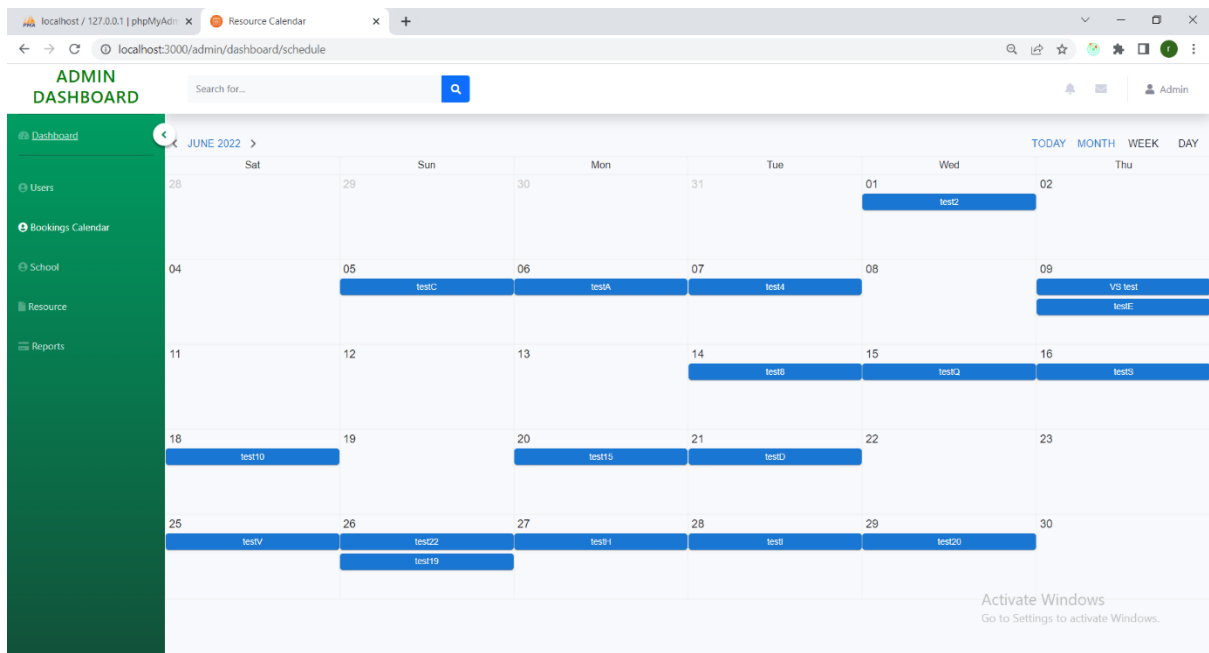 localhost / 127.0.0.1 | phpMyAdm
Resource Calendar
localhost:3000/admin/dashboard/schedule
ADMIN
DASHBOARD
Search for...
Admin
Dashboard
Users
Bookings Calendar
School
Resource
Reports
JUNE 2022
TODAY MONTH WEEK DAY
Sat Sun Mon Tue Wed Thu
28 29 30 31 01 02
test2
04 05 06 07 08 09
testC testA test4 VS test
testE
11 12 13 14 15 16
test8 testQ testS
18 19 20 21 22 23
test10 test15 testD
25 26 27 28 29 30
testV test22 testH testI test20
test19
Activate Windows
Go to Settings to activate Windows.